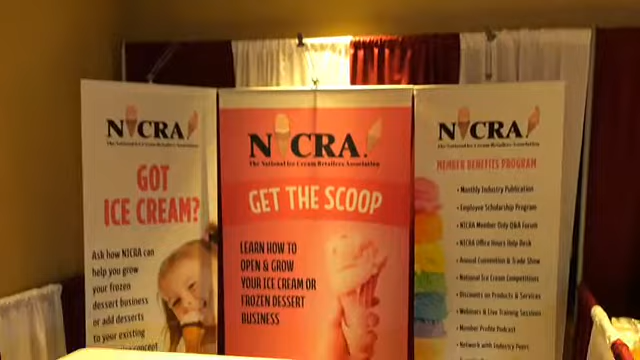 NICRA
The National Ice Cream Retailers Association
GOT
ICE CREAM?
Ask how NICRA can
help you grow
your frozen
dessert business
or add desserts
to your existing
concept
NICRA
The National Ice Cream Retailers Association
GET THE SCOOP
LEARN HOW TO
OPEN & GROW
YOUR ICE CREAM OR
FROZEN DESSERT
BUSINESS
NICRA
The National Ice Cream Retailers Association
MEMBER BENEFITS PROGRAM
• Monthly Industry Publication
• Employee Scholarship Program
• NICRA Member Only Q&A Forum
• NICRA Office Hours Help Desk
• Annual Convention & Trade Show
• National Ice Cream Competitions
• Discounts on Products & Services
• Webinars & Live Training Sessions
• Member Profile Podcast
• Network with Industry Peers